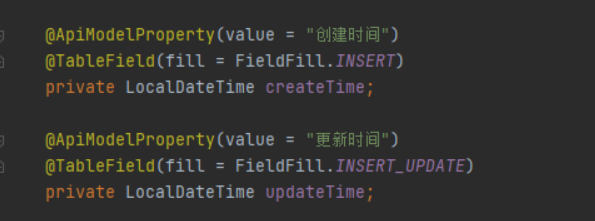 @ApiModelProperty(value = "创建时间")
@TableField(fill = FieldFill.INSERT)
private LocalDateTime createTime;
@ApiModelProperty(value = "更新时间")
@TableField(fill = FieldFill.INSERT_UPDATE)
private LocalDateTime updateTime;